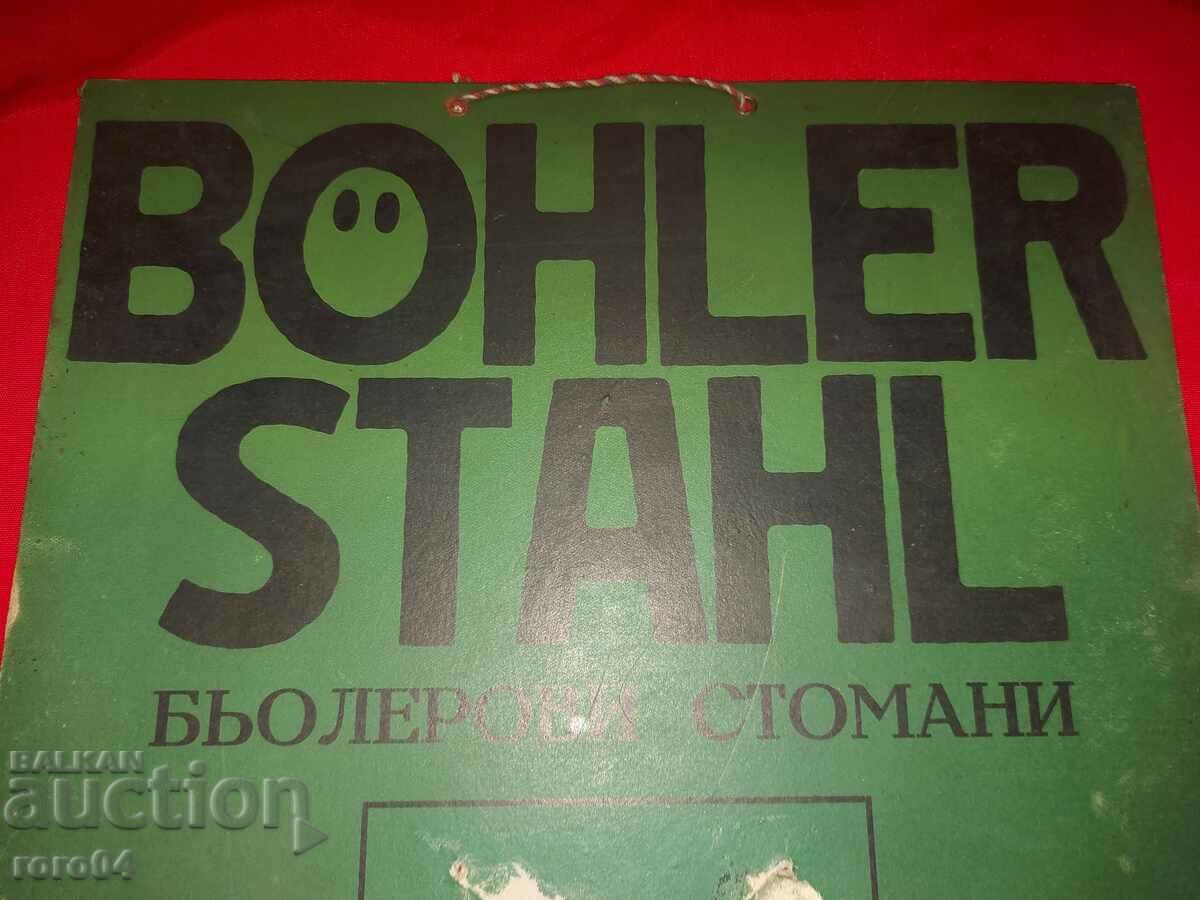 BÖHLER
STAHL
БЬОЛЕРОВИ СТОМАНИ
BALKAN
auction
roro04